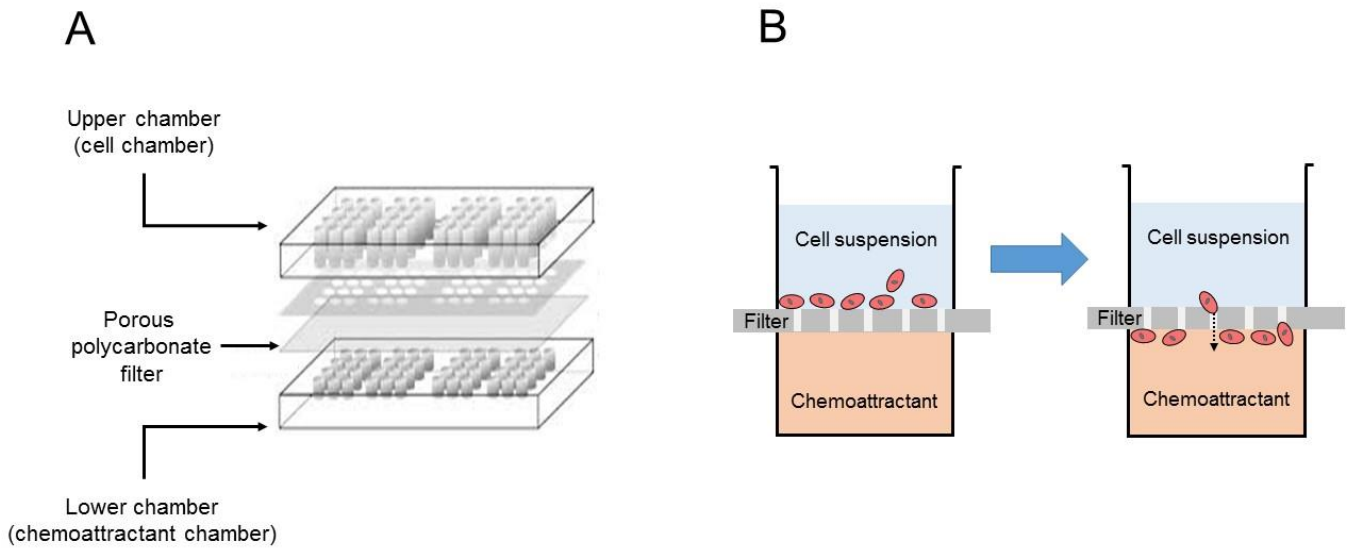 A
Upper chamber
(cell chamber)
Porous
polycarbonate
filter
Lower chamber
(chemoattractant chamber)
B
Cell suspension
Filter
Chemoattractant
Cell suspension
Filter
Chemoattractant